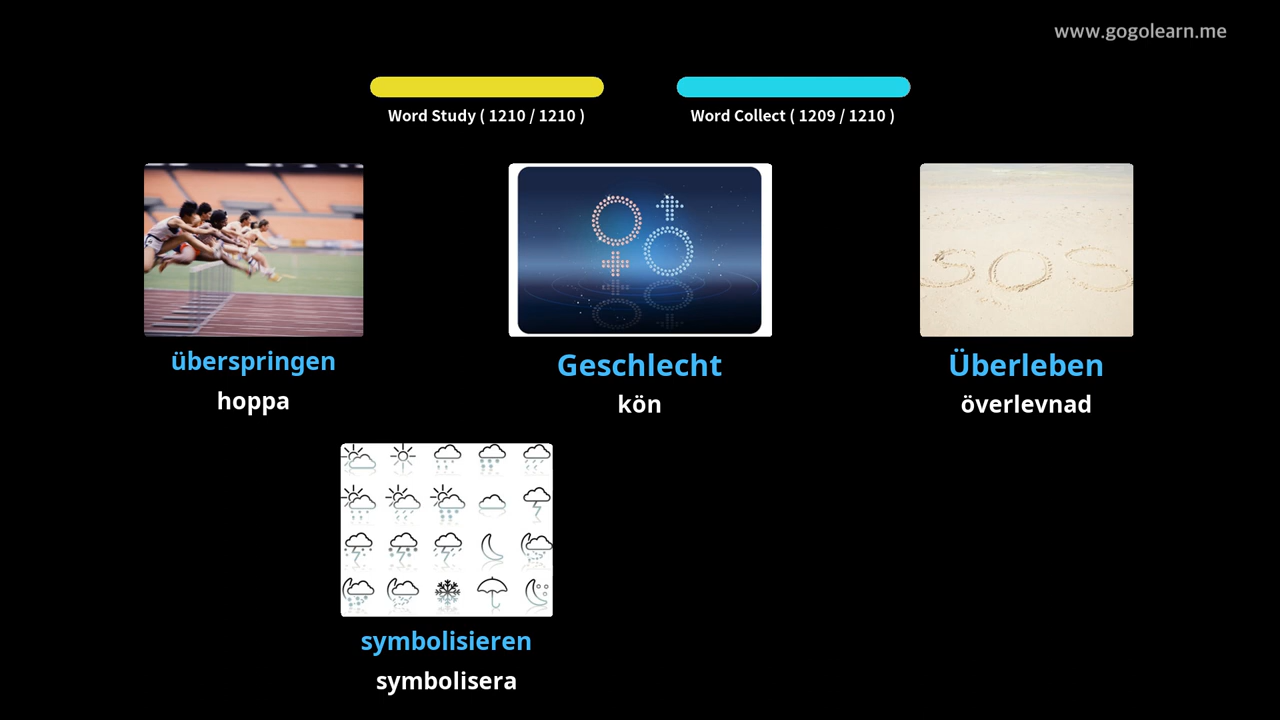 www.gogolearn.me
Word Study ( 1210 / 1210 )
Word Collect ( 1209 / 1210 )
SOS
überspringen
hoppa
Geschlecht
kön
Überleben
överlevnad
symbolisieren
symbolisera